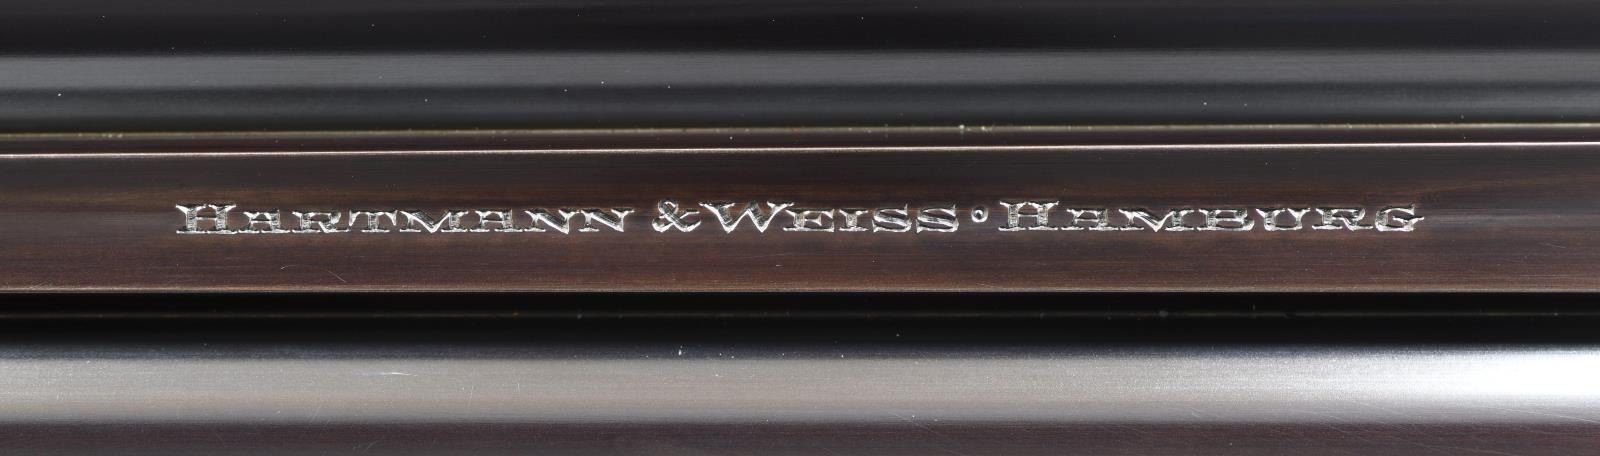 HARTMANN & WEISS • HAMBURG